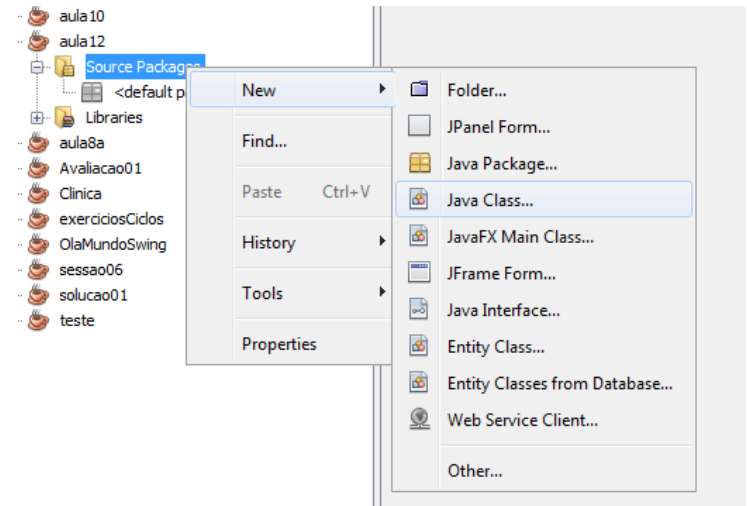 aula10
aula12
Source Packages
<default p
Libraries
aula8a
Avaliacao01
Clinica
exerciciosCiclos
OlaMundoSwing
sessao06
solucao01
teste
New
Find...
Paste Ctrl+V
History
Tools
Properties
Folder...
JPanel Form...
Java Package...
Java Class...
JavaFX Main Class...
JFrame Form...
Java Interface...
Entity Class...
Entity Classes from Database...
Web Service Client...
Other...